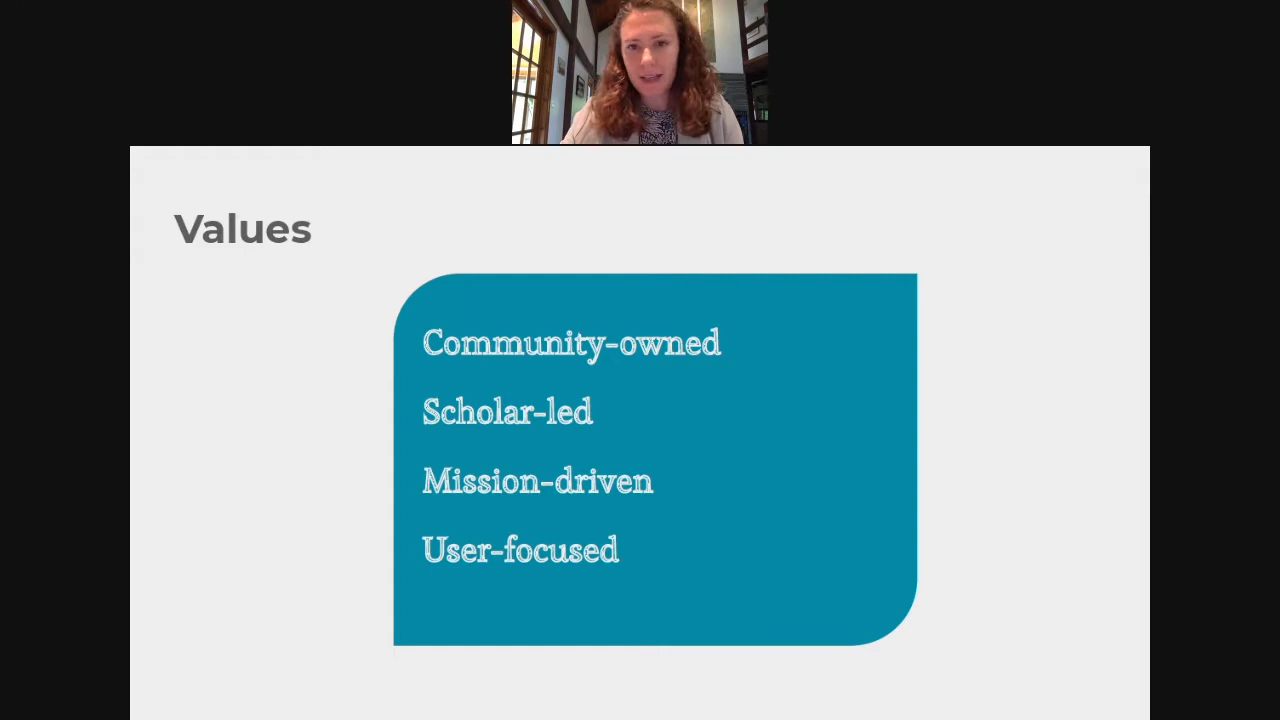 Values
Community-owned
Scholar-led
Mission-driven
User-focused